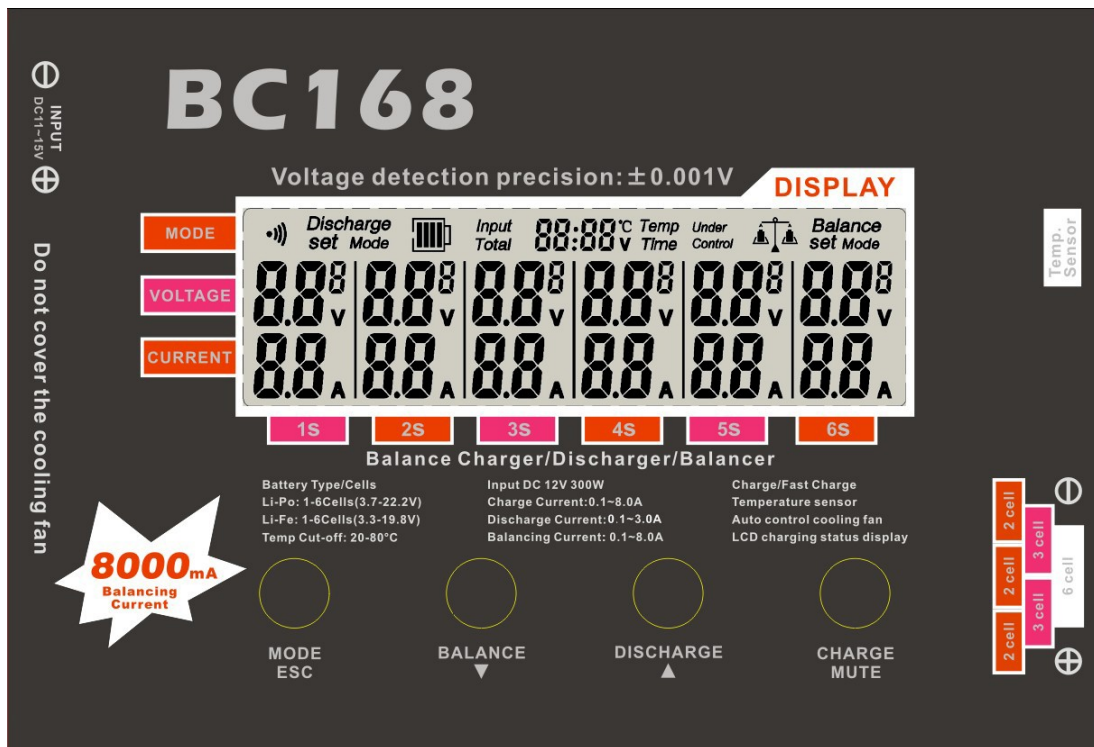 BC168
INPUT
DC11~15V
Voltage detection precision:±0.001V
DISPLAY
MODE
VOLTAGE
CURRENT
Discharge
set Mode
Input
Total
88:88 °C
V
Temp
Time
Under
Control
Balance
set Mode
8.8 8 V 8.8 8 V 8.8 8 V 8.8 8 V 8.8 8 V 8.8 8 V
8.8 A 8.8 A 8.8 A 8.8 A 8.8 A 8.8 A
1S 2S 3S 4S 5S 6S
Temp.
Sensor
Do not cover the cooling fan
Balance Charger/Discharger/Balancer
Battery Type/Cells
Li-Po: 1-6Cells(3.7-22.2V)
Li-Fe: 1-6Cells(3.3-19.8V)
Temp Cut-off: 20-80°C
Input DC 12V 300W
Charge Current:0.1~8.0A
Discharge Current:0.1~3.0A
Balancing Current: 0.1~8.0A
Charge/Fast Charge
Temperature sensor
Auto control cooling fan
LCD charging status display
8000mA
Balancing
Current
MODE
ESC
BALANCE
▼
DISCHARGE
▲
CHARGE
MUTE
2 cell
2 cell
2 cell
3 cell
3 cell
6 cell